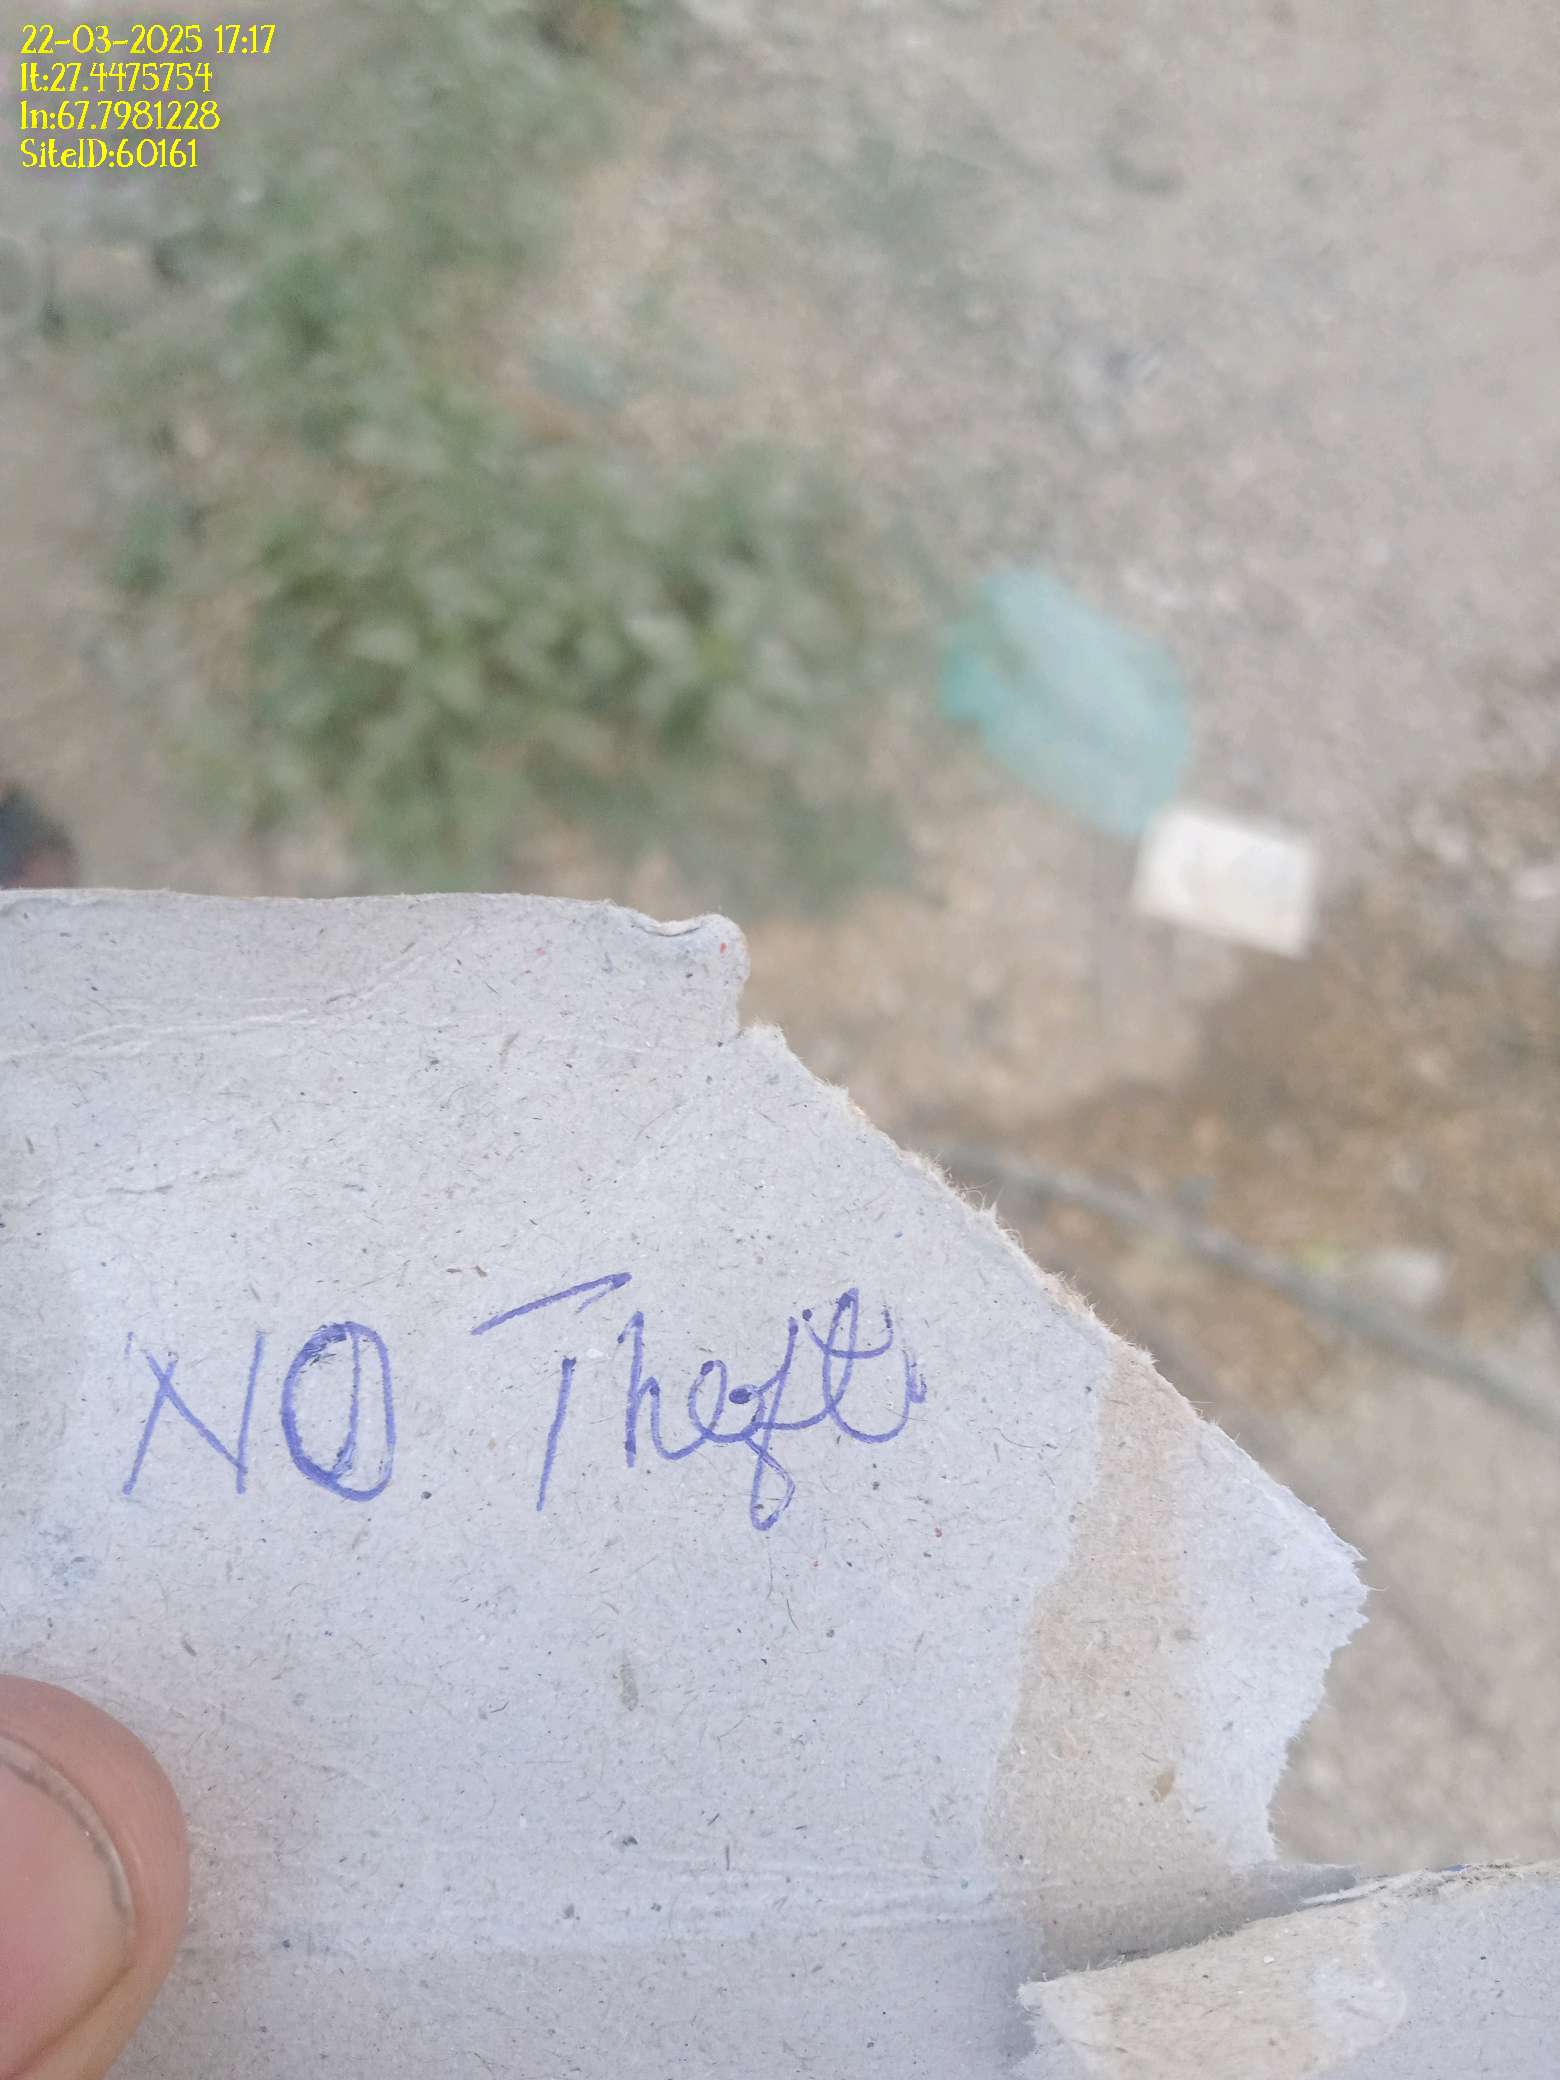 22-03-2025 17:17
lt:27.4475754
ln:67.7981228
SiteID:60161
NO Theft